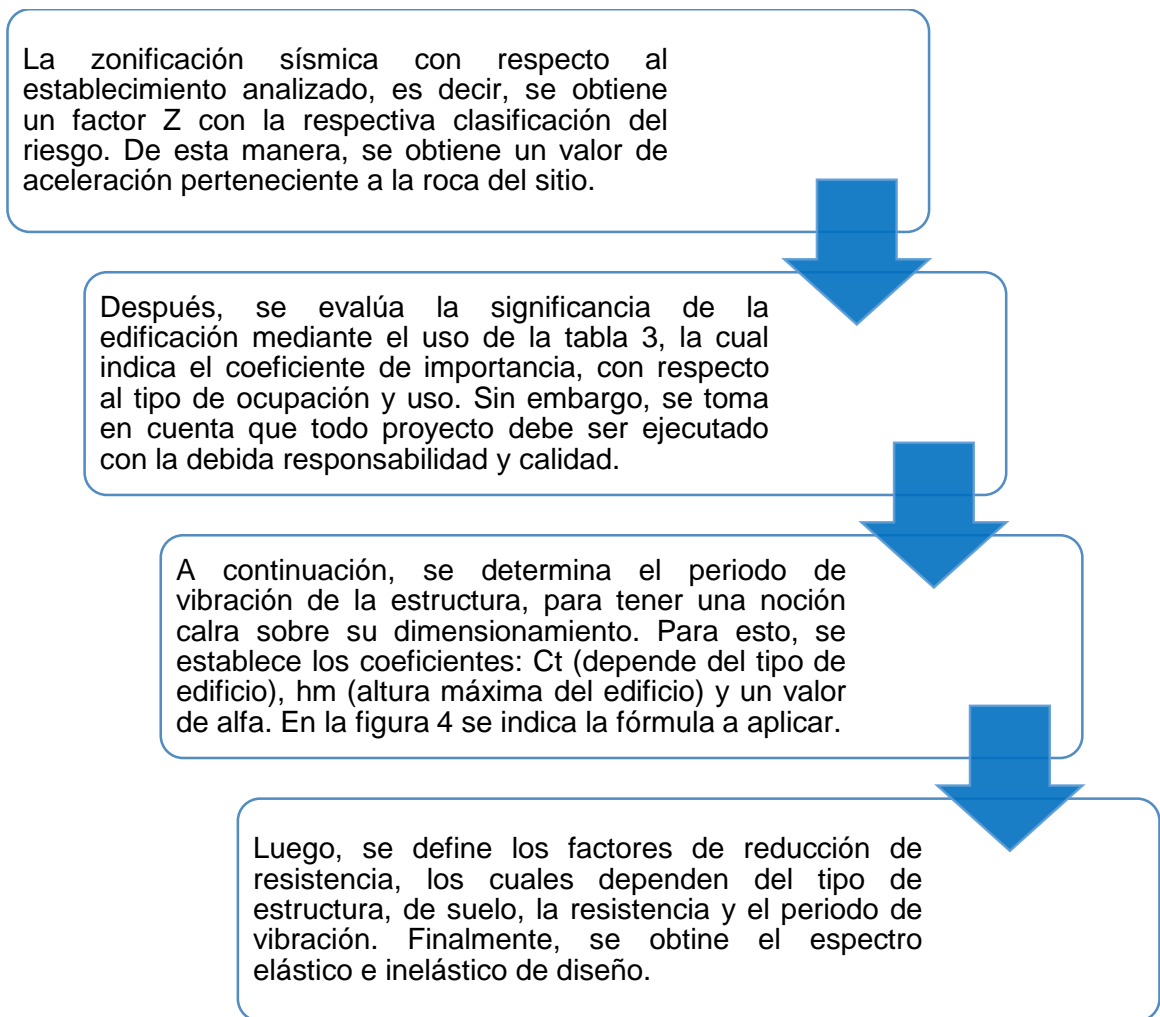 La zonificación sísmica con respecto al
establecimiento analizado, es decir, se obtiene
un factor Z con la respectiva clasificación del
riesgo. De esta manera, se obtiene un valor de
aceleración perteneciente a la roca del sitio.
Después, se evalúa la significancia de la
edificación mediante el uso de la tabla 3, la cual
indica el coeficiente de importancia, con respecto
al tipo de ocupación y uso. Sin embargo, se toma
en cuenta que todo proyecto debe ser ejecutado
con la debida responsabilidad y calidad.
A continuación, se determina el periodo de
vibración de la estructura, para tener una noción
calra sobre su dimensionamiento. Para esto, se
establece los coeficientes: Ct (depende del tipo de
edificio), hm (altura máxima del edificio) y un valor
de alfa. En la figura 4 se indica la fórmula a aplicar.
Luego, se define los factores de reducción de
resistencia, los cuales dependen del tipo de
estructura, de suelo, la resistencia y el periodo de
vibración. Finalmente, se obtine el espectro
elástico e inelástico de diseño.